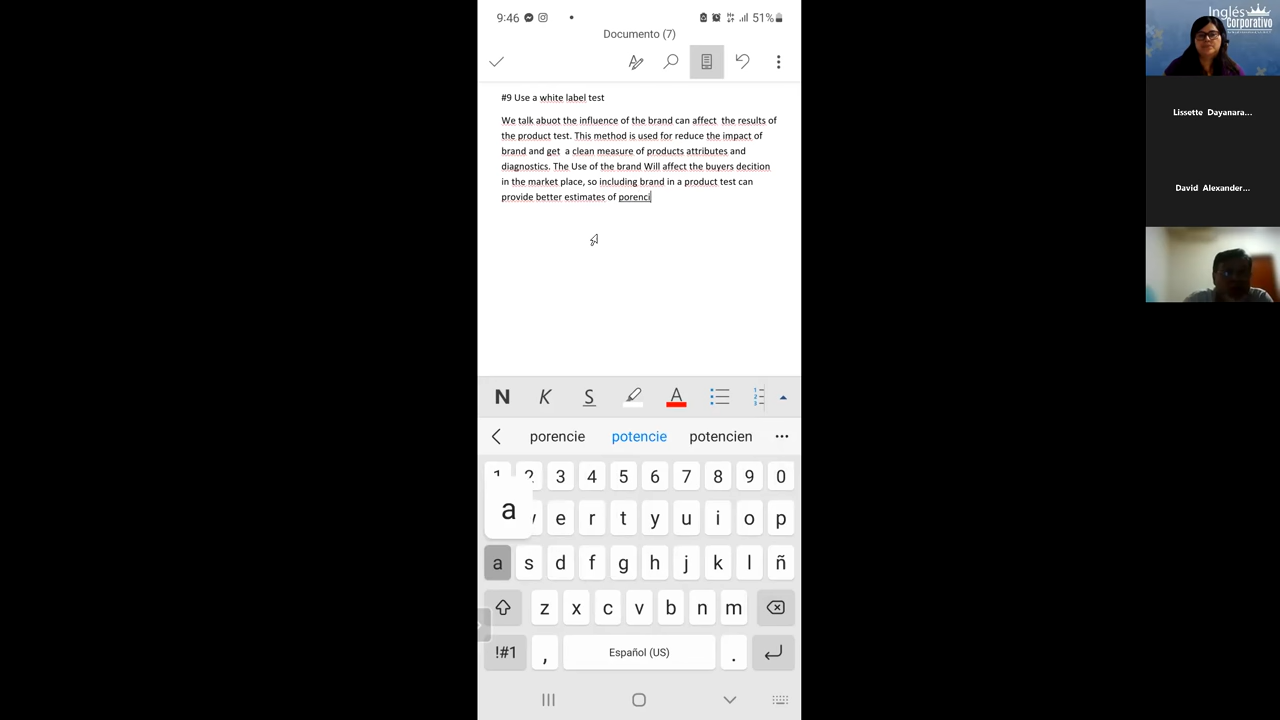 9:46
51%
Documento (7)
#9 Use a white label test
We talk abuot the influence of the brand can affect the results of
the product test. This method is used for reduce the impact of
brand and get a clean measure of products attributes and
diagnostics. The Use of the brand Will affect the buyers decition
in the market place, so including brand in a product test can
provide better estimates of porenci
N K S A
porencie potencie potencien
1 2 3 4 5 6 7 8 9 0
a e r t y u i o p
a s d f g h j k l ñ
z x c v b n m
!#1 , Español (US) .
Inglés
Corporativo
Lissette Dayanara...
David Alexander...